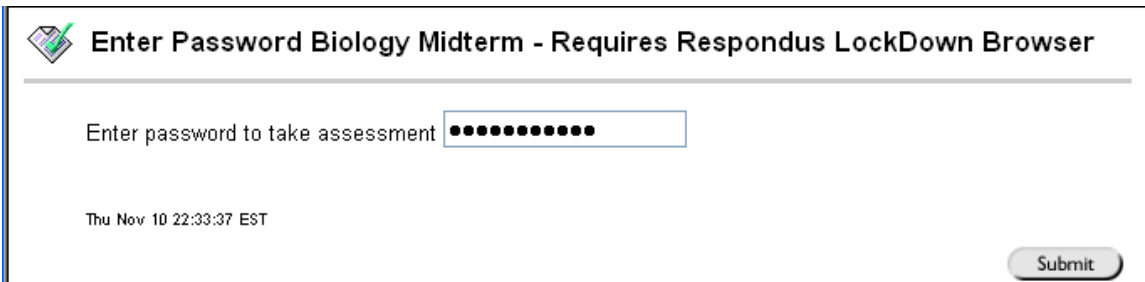 Enter Password Biology Midterm - Requires Respondus LockDown Browser
Enter password to take assessment ●●●●●●●●●●●
Thu Nov 10 22:33:37 EST
Submit